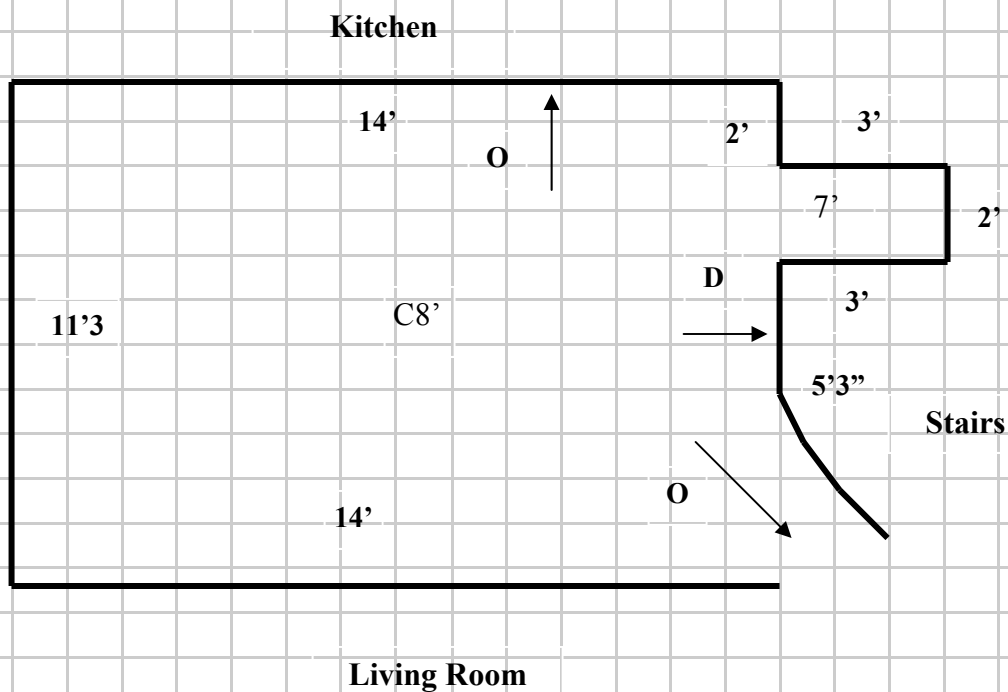 Kitchen
14’
2’
3’
O
7’
2’
D
3’
C8’
11’3
5’3”
Stairs
O
14’
Living Room